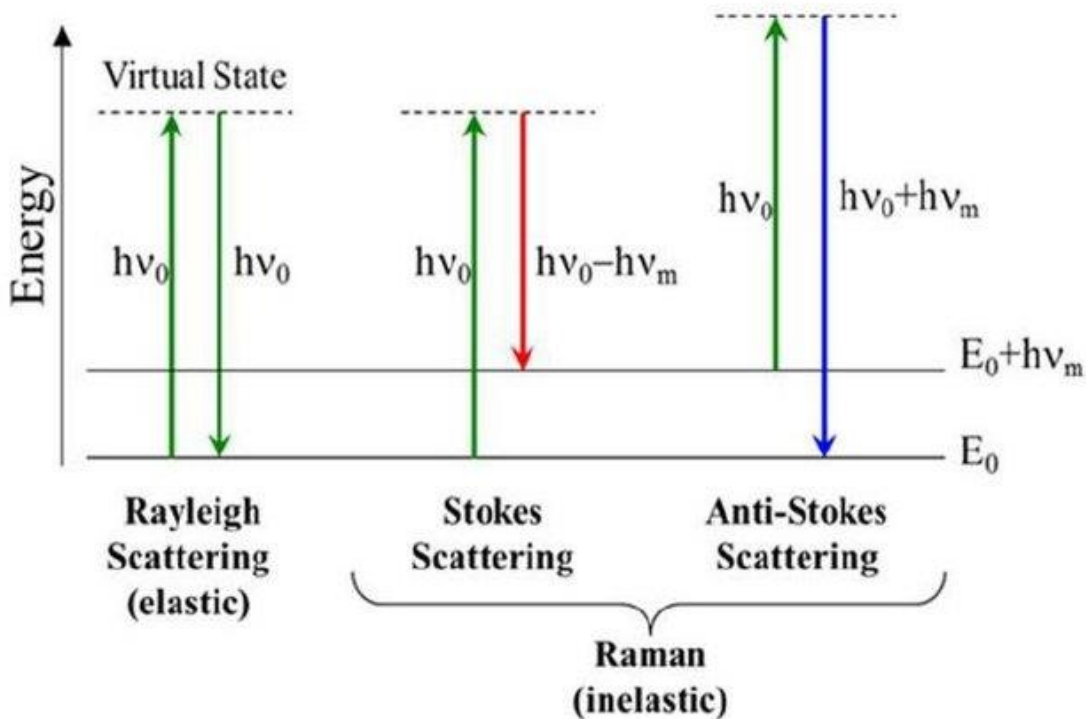 Energy
Virtual State
hν₀
hν₀
hν₀
hν₀–hνₘ
hν₀
hν₀+hνₘ
E₀+hνₘ
E₀
Rayleigh
Scattering
(elastic)
Stokes
Scattering
Anti-Stokes
Scattering
Raman
(inelastic)